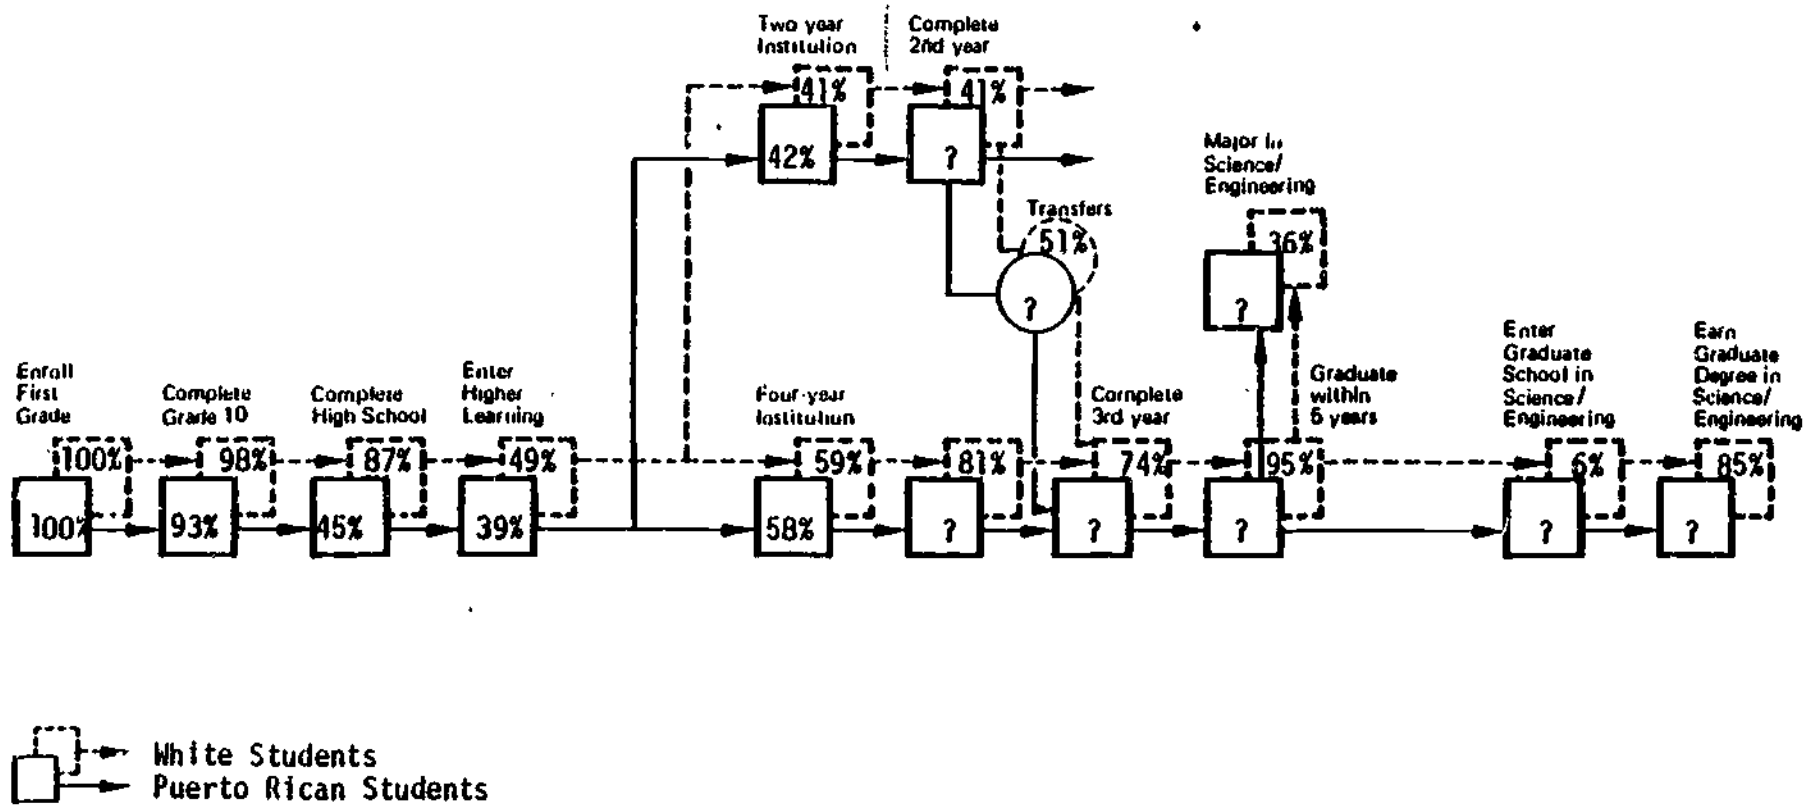 Two year
Institution
Complete
2nd year
41%
41%
42%
?
Transfers
51%
?
Major in
Science/
Engineering
36%
?
Enroll
First
Grade
Complete
Grade 10
Complete
High School
Enter
Higher
Learning
Four-year
Institution
Complete
3rd year
Graduate
within
5 years
Enter
Graduate
School in
Science/
Engineering
Earn
Graduate
Degree in
Science/
Engineering
100%
98%
87%
49%
59%
81%
74%
95%
6%
85%
100%
93%
45%
39%
58%
?
?
?
?
?
White Students
Puerto Rican Students